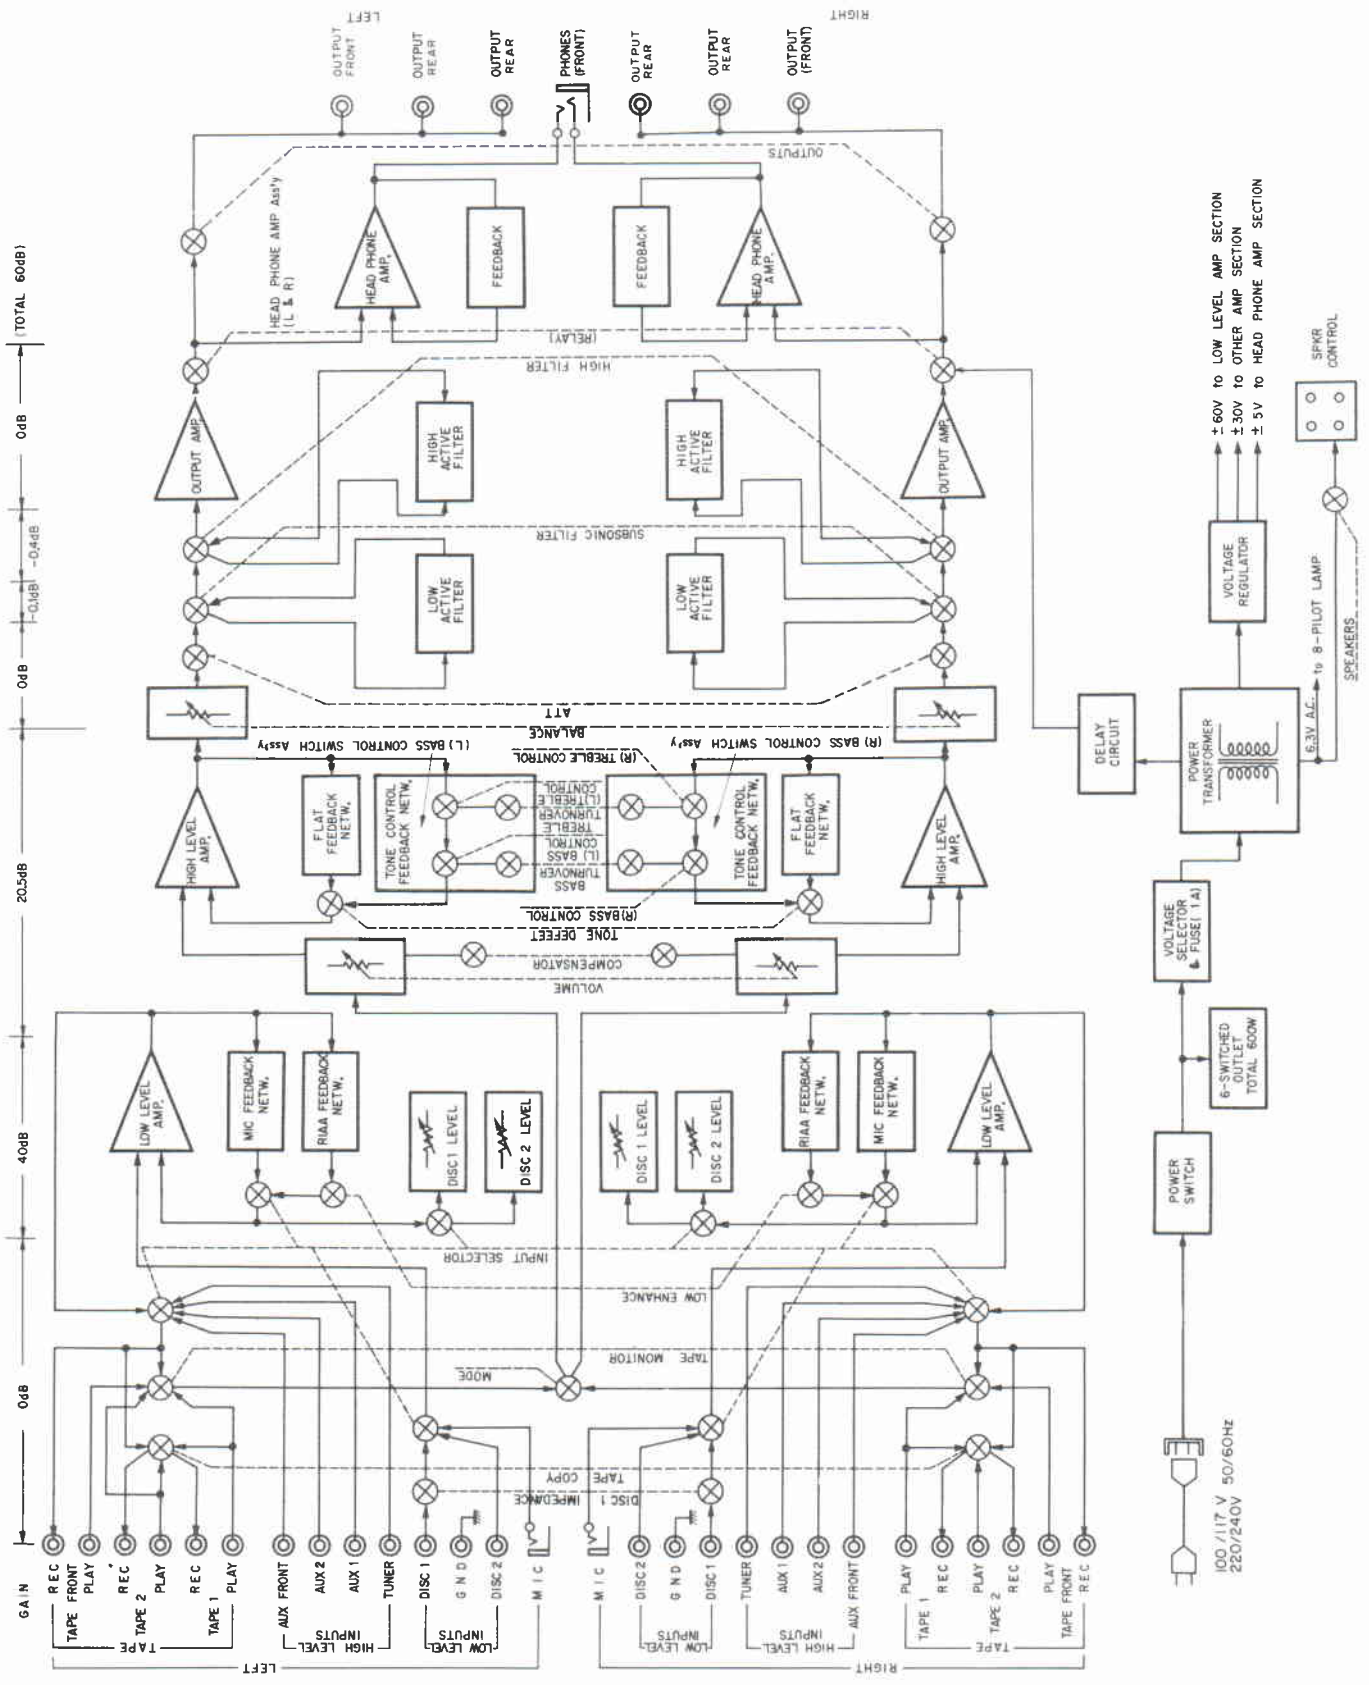 GAIN
0dB
40dB
20.5dB
0dB
-0.1dB
-0.4dB
0dB
(TOTAL 60dB)
LEFT
TAPE
REC
TAPE FRONT
PLAY
REC
TAPE 2
PLAY
REC
TAPE 1
PLAY
HIGH LEVEL
INPUTS
AUX FRONT
AUX 2
AUX 1
TUNER
LOW LEVEL
INPUTS
DISC 1
GND
DISC 2
MIC
RIGHT
MIC
LOW LEVEL
INPUTS
DISC 2
GND
DISC 1
HIGH LEVEL
INPUTS
TUNER
AUX 1
AUX 2
AUX FRONT
TAPE
PLAY
TAPE 1
REC
PLAY
TAPE 2
REC
PLAY
TAPE FRONT
REC
DISC 1 IMPEDANCE
TAPE COPY
MODE
TAPE MONITOR
LOW ENHANCE
INPUT SELECTOR
LOW LEVEL
AMP.
MIC FEEDBACK
NETW.
RIAA FEEDBACK
NETW.
DISC 1 LEVEL
DISC 2 LEVEL
DISC 1 LEVEL
DISC 2 LEVEL
RIAA FEEDBACK
NETW.
MIC FEEDBACK
NETW.
LOW LEVEL
AMP.
VOLUME
COMPENSATOR
TONE DEFEET
(R) BASS CONTROL
HIGH LEVEL
AMP.
FLAT
FEEDBACK
NETW.
TONE CONTROL
FEEDBACK NETW.
BASS
TURNOVER
(L) BASS
CONTROL
TREBLE
TURNOVER
(L) TREBLE
CONTROL
TONE CONTROL
FEEDBACK NETW.
FLAT
FEEDBACK
NETW.
HIGH LEVEL
AMP.
(R) TREBLE CONTROL
(L) BASS CONTROL SWITCH Ass'y
(R) BASS CONTROL SWITCH Ass'y
BALANCE
ATT
LOW
ACTIVE
FILTER
LOW
ACTIVE
FILTER
SUBSONIC FILTER
HIGH
ACTIVE
FILTER
HIGH
ACTIVE
FILTER
HIGH FILTER
OUTPUT AMP.
OUTPUT AMP.
(RELAY)
HEAD PHONE AMP Ass'y
(L & R)
HEAD PHONE
AMP.
FEEDBACK
FEEDBACK
HEAD PHONE
AMP.
OUTPUTS
LEFT
OUTPUT
FRONT
OUTPUT
REAR
OUTPUT
REAR
PHONES
(FRONT)
OUTPUT
REAR
OUTPUT
REAR
OUTPUT
(FRONT)
RIGHT
100/117 V 50/60Hz
220/240V
POWER
SWITCH
6-SWITCHED
OUTLET
TOTAL 600W
VOLTAGE
SELECTOR
& FUSE( 1 A)
POWER
TRANSFORMER
DELAY
CIRCUIT
6.3V A.C.
to 8-PILOT LAMP
VOLTAGE
REGULATOR
± 60V to LOW LEVEL AMP SECTION
± 30V to OTHER AMP SECTION
± 5V to HEAD PHONE AMP SECTION
SPEAKERS
SPKR
CONTROL